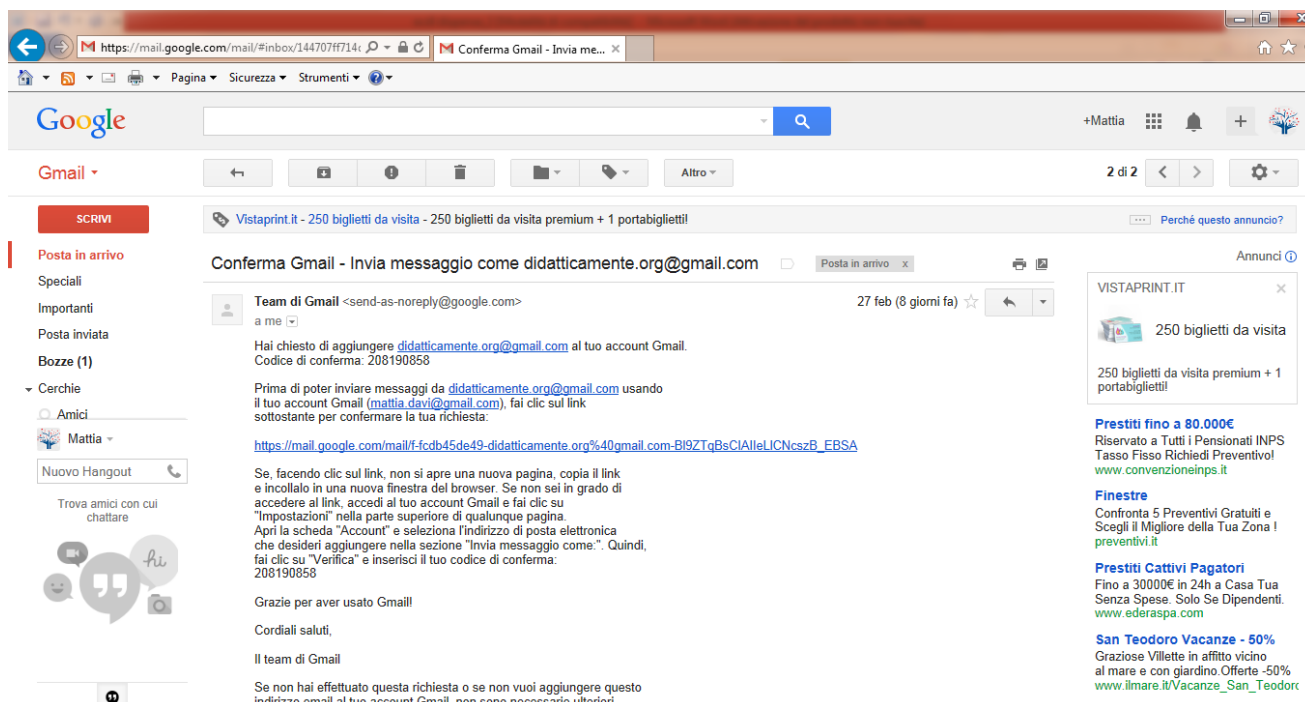 https://mail.google.com/mail/#inbox/144707ff714c
Conferma Gmail - Invia me... ×
Pagina Sicurezza Strumenti
Google
+Mattia
Gmail
Altro
2 di 2
SCRIVI
Vistaprint.it - 250 biglietti da visita - 250 biglietti da visita premium + 1 portabiglietti!
Perché questo annuncio?
Posta in arrivo
Speciali
Importanti
Posta inviata
Bozze (1)
Cerchie
Amici
Mattia
Nuovo Hangout
Trova amici con cui
chattare
hi
Conferma Gmail - Invia messaggio come didatticamente.org@gmail.com
Posta in arrivo x
Team di Gmail <send-as-noreply@google.com>
27 feb (8 giorni fa)
a me
Hai chiesto di aggiungere didatticamente.org@gmail.com al tuo account Gmail.
Codice di conferma: 208190858
Prima di poter inviare messaggi da didatticamente.org@gmail.com usando
il tuo account Gmail (mattia.davi@gmail.com), fai clic sul link
sottostante per confermare la tua richiesta:
https://mail.google.com/mail/f-fcdb45de49-didatticamente.org%40gmail.com-Bl9ZTqBsCIAIIeLICNcszB_EBSA
Se, facendo clic sul link, non si apre una nuova pagina, copia il link
e incollalo in una nuova finestra del browser. Se non sei in grado di
accedere al link, accedi al tuo account Gmail e fai clic su
"Impostazioni" nella parte superiore di qualunque pagina.
Apri la scheda "Account" e seleziona l'indirizzo di posta elettronica
che desideri aggiungere nella sezione "Invia messaggio come:". Quindi,
fai clic su "Verifica" e inserisci il tuo codice di conferma:
208190858
Grazie per aver usato Gmail!
Cordiali saluti,
Il team di Gmail
Se non hai effettuato questa richiesta o se non vuoi aggiungere questo
indirizzo email al tuo account Gmail, non sono necessarie ulteriori
Annunci
VISTAPRINT.IT
250 biglietti da visita
250 biglietti da visita premium + 1
portabiglietti!
Prestiti fino a 80.000€
Riservato a Tutti i Pensionati INPS
Tasso Fisso Richiedi Preventivo!
www.convenzioneinps.it
Finestre
Confronta 5 Preventivi Gratuiti e
Scegli il Migliore della Tua Zona !
preventivi.it
Prestiti Cattivi Pagatori
Fino a 30000€ in 24h a Casa Tua
Senza Spese. Solo Se Dipendenti.
www.ederaspa.com
San Teodoro Vacanze - 50%
Graziose Villette in affitto vicino
al mare e con giardino.Offerte -50%
www.ilmare.it/Vacanze_San_Teodoro